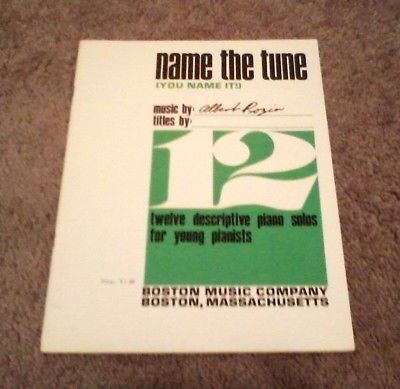 name the tune
(YOU NAME IT!)
music by: Albert Rozin
titles by:
12
twelve descriptive piano solos
for young pianists
BOSTON MUSIC COMPANY
BOSTON, MASSACHUSETTS